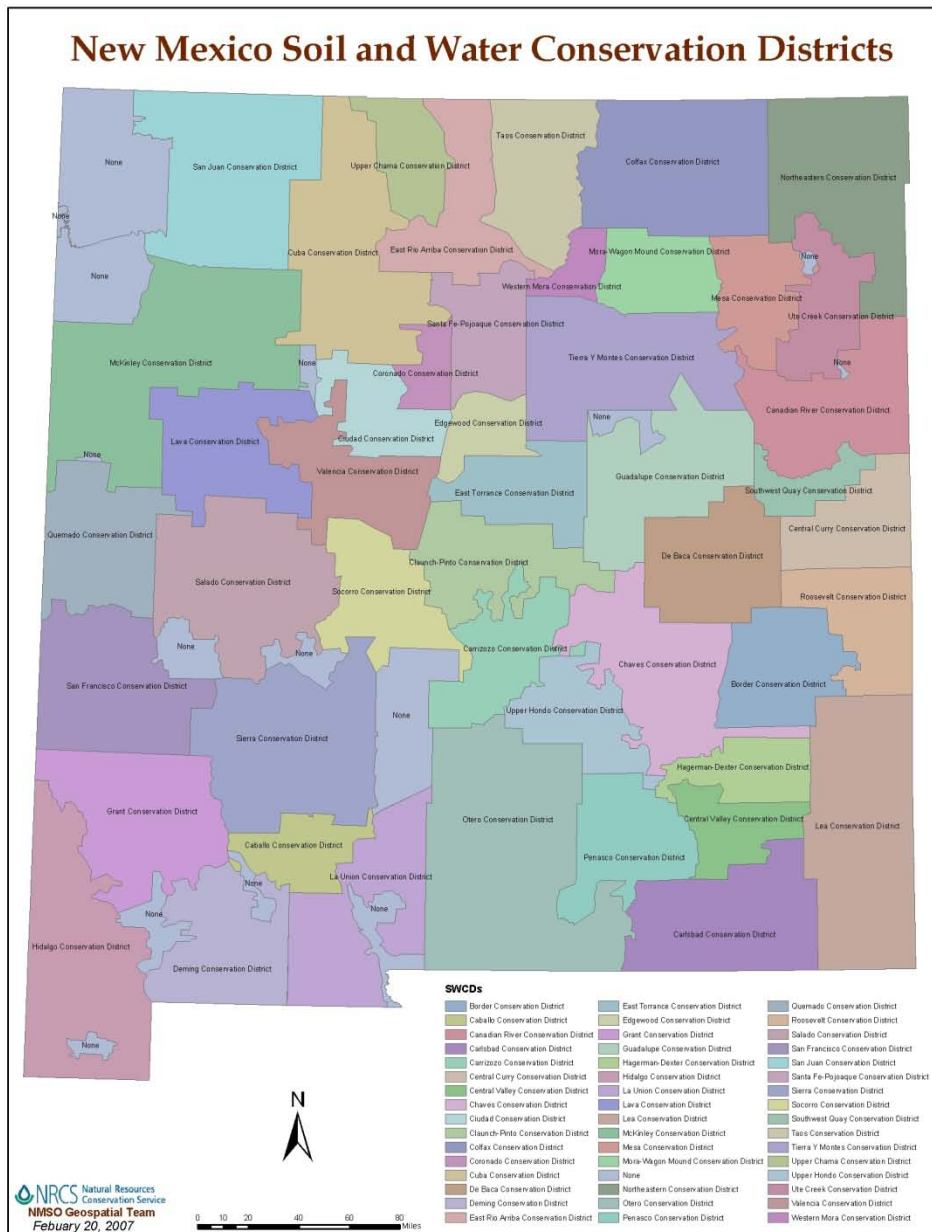 New Mexico Soil and Water Conservation Districts
None
San Juan Conservation District
Upper Chama Conservation District
Taos Conservation District
Colfax Conservation District
Northeastern Conservation District
None
None
Cuba Conservation District
East Rio Arriba Conservation District
Mora-Wagon Mound Conservation District
None
Western Mora Conservation District
Mesa Conservation District
Ute Creek Conservation District
Santa Fe-Pojoaque Conservation District
McKinley Conservation District
None
Coronado Conservation District
Tierra Y Montes Conservation District
None
Canadian River Conservation District
Lava Conservation District
Ciudad Conservation District
Edgewood Conservation District
None
None
Valencia Conservation District
East Torrance Conservation District
Guadalupe Conservation District
Southwest Quay Conservation District
Quemado Conservation District
Central Curry Conservation District
De Baca Conservation District
Claunch-Pinto Conservation District
Salado Conservation District
Socorro Conservation District
Roosevelt Conservation District
None
None
Carrizozo Conservation District
Chaves Conservation District
San Francisco Conservation District
Border Conservation District
None
Upper Hondo Conservation District
Sierra Conservation District
Hagerman-Dexter Conservation District
Grant Conservation District
Otero Conservation District
Central Valley Conservation District
Lea Conservation District
Caballo Conservation District
Penasco Conservation District
La Union Conservation District
None
None
None
Carlsbad Conservation District
Hidalgo Conservation District
Deming Conservation District
None
SWCDs
Border Conservation District
Caballo Conservation District
Canadian River Conservation District
Carlsbad Conservation District
Carrizozo Conservation District
Central Curry Conservation District
Central Valley Conservation District
Chaves Conservation District
Ciudad Conservation District
Claunch-Pinto Conservation District
Colfax Conservation District
Coronado Conservation District
Cuba Conservation District
De Baca Conservation District
Deming Conservation District
East Rio Arriba Conservation District
East Torrance Conservation District
Edgewood Conservation District
Grant Conservation District
Guadalupe Conservation District
Hagerman-Dexter Conservation District
Hidalgo Conservation District
La Union Conservation District
Lava Conservation District
Lea Conservation District
McKinley Conservation District
Mesa Conservation District
Mora-Wagon Mound Conservation District
None
Northeastern Conservation District
Otero Conservation District
Penasco Conservation District
Quemado Conservation District
Roosevelt Conservation District
Salado Conservation District
San Francisco Conservation District
San Juan Conservation District
Santa Fe-Pojoaque Conservation District
Sierra Conservation District
Socorro Conservation District
Southwest Quay Conservation District
Taos Conservation District
Tierra Y Montes Conservation District
Upper Chama Conservation District
Upper Hondo Conservation District
Ute Creek Conservation District
Valencia Conservation District
Western Mora Conservation District
N
NRCS Natural Resources
Conservation Service
NMSO Geospatial Team
Febuary 20, 2007
0 10 20 40 60 80
Miles